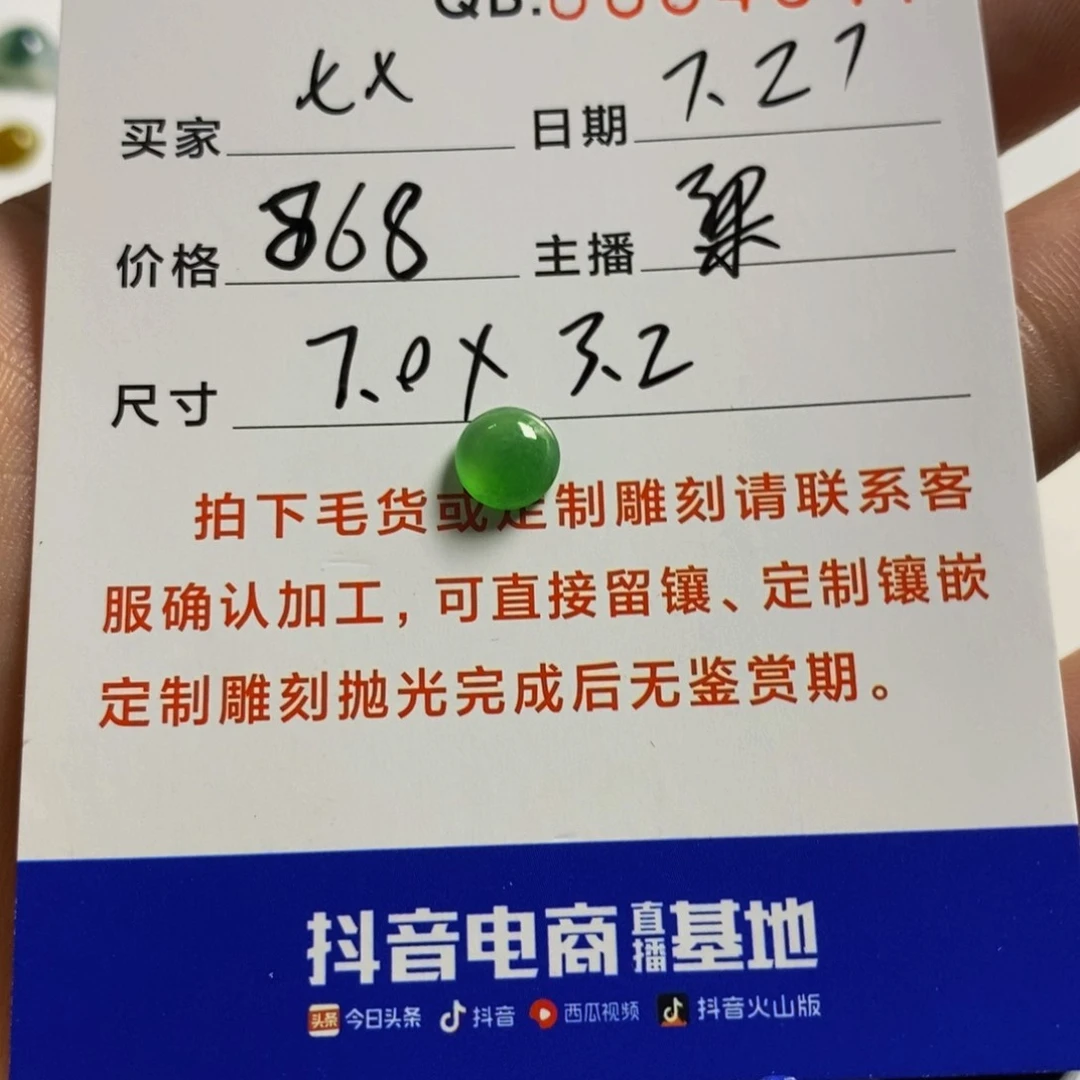 买家 tx 日期 7.27
价格 868 主播 梁
尺寸 7.0X3.2
拍下毛货或定制雕刻请联系客
服确认加工，可直接留镶、定制镶嵌
定制雕刻抛光完成后无鉴赏期。
抖音电商直播基地
头条 今日头条 抖音 西瓜视频 抖音火山版